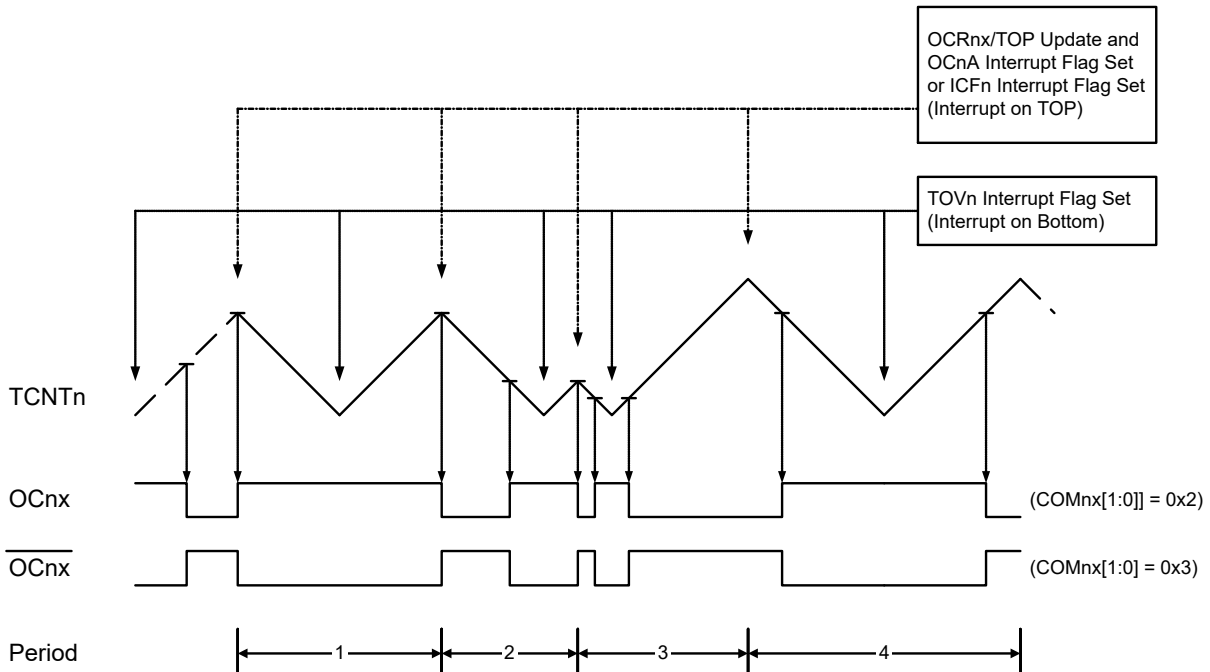 OCRnx/TOP Update and
OCnA Interrupt Flag Set
or ICFn Interrupt Flag Set
(Interrupt on TOP)
TOVn Interrupt Flag Set
(Interrupt on Bottom)
TCNTn
OCnx
(COMnx[1:0]] = 0x2)
OCnx
(COMnx[1:0] = 0x3)
Period
1
2
3
4